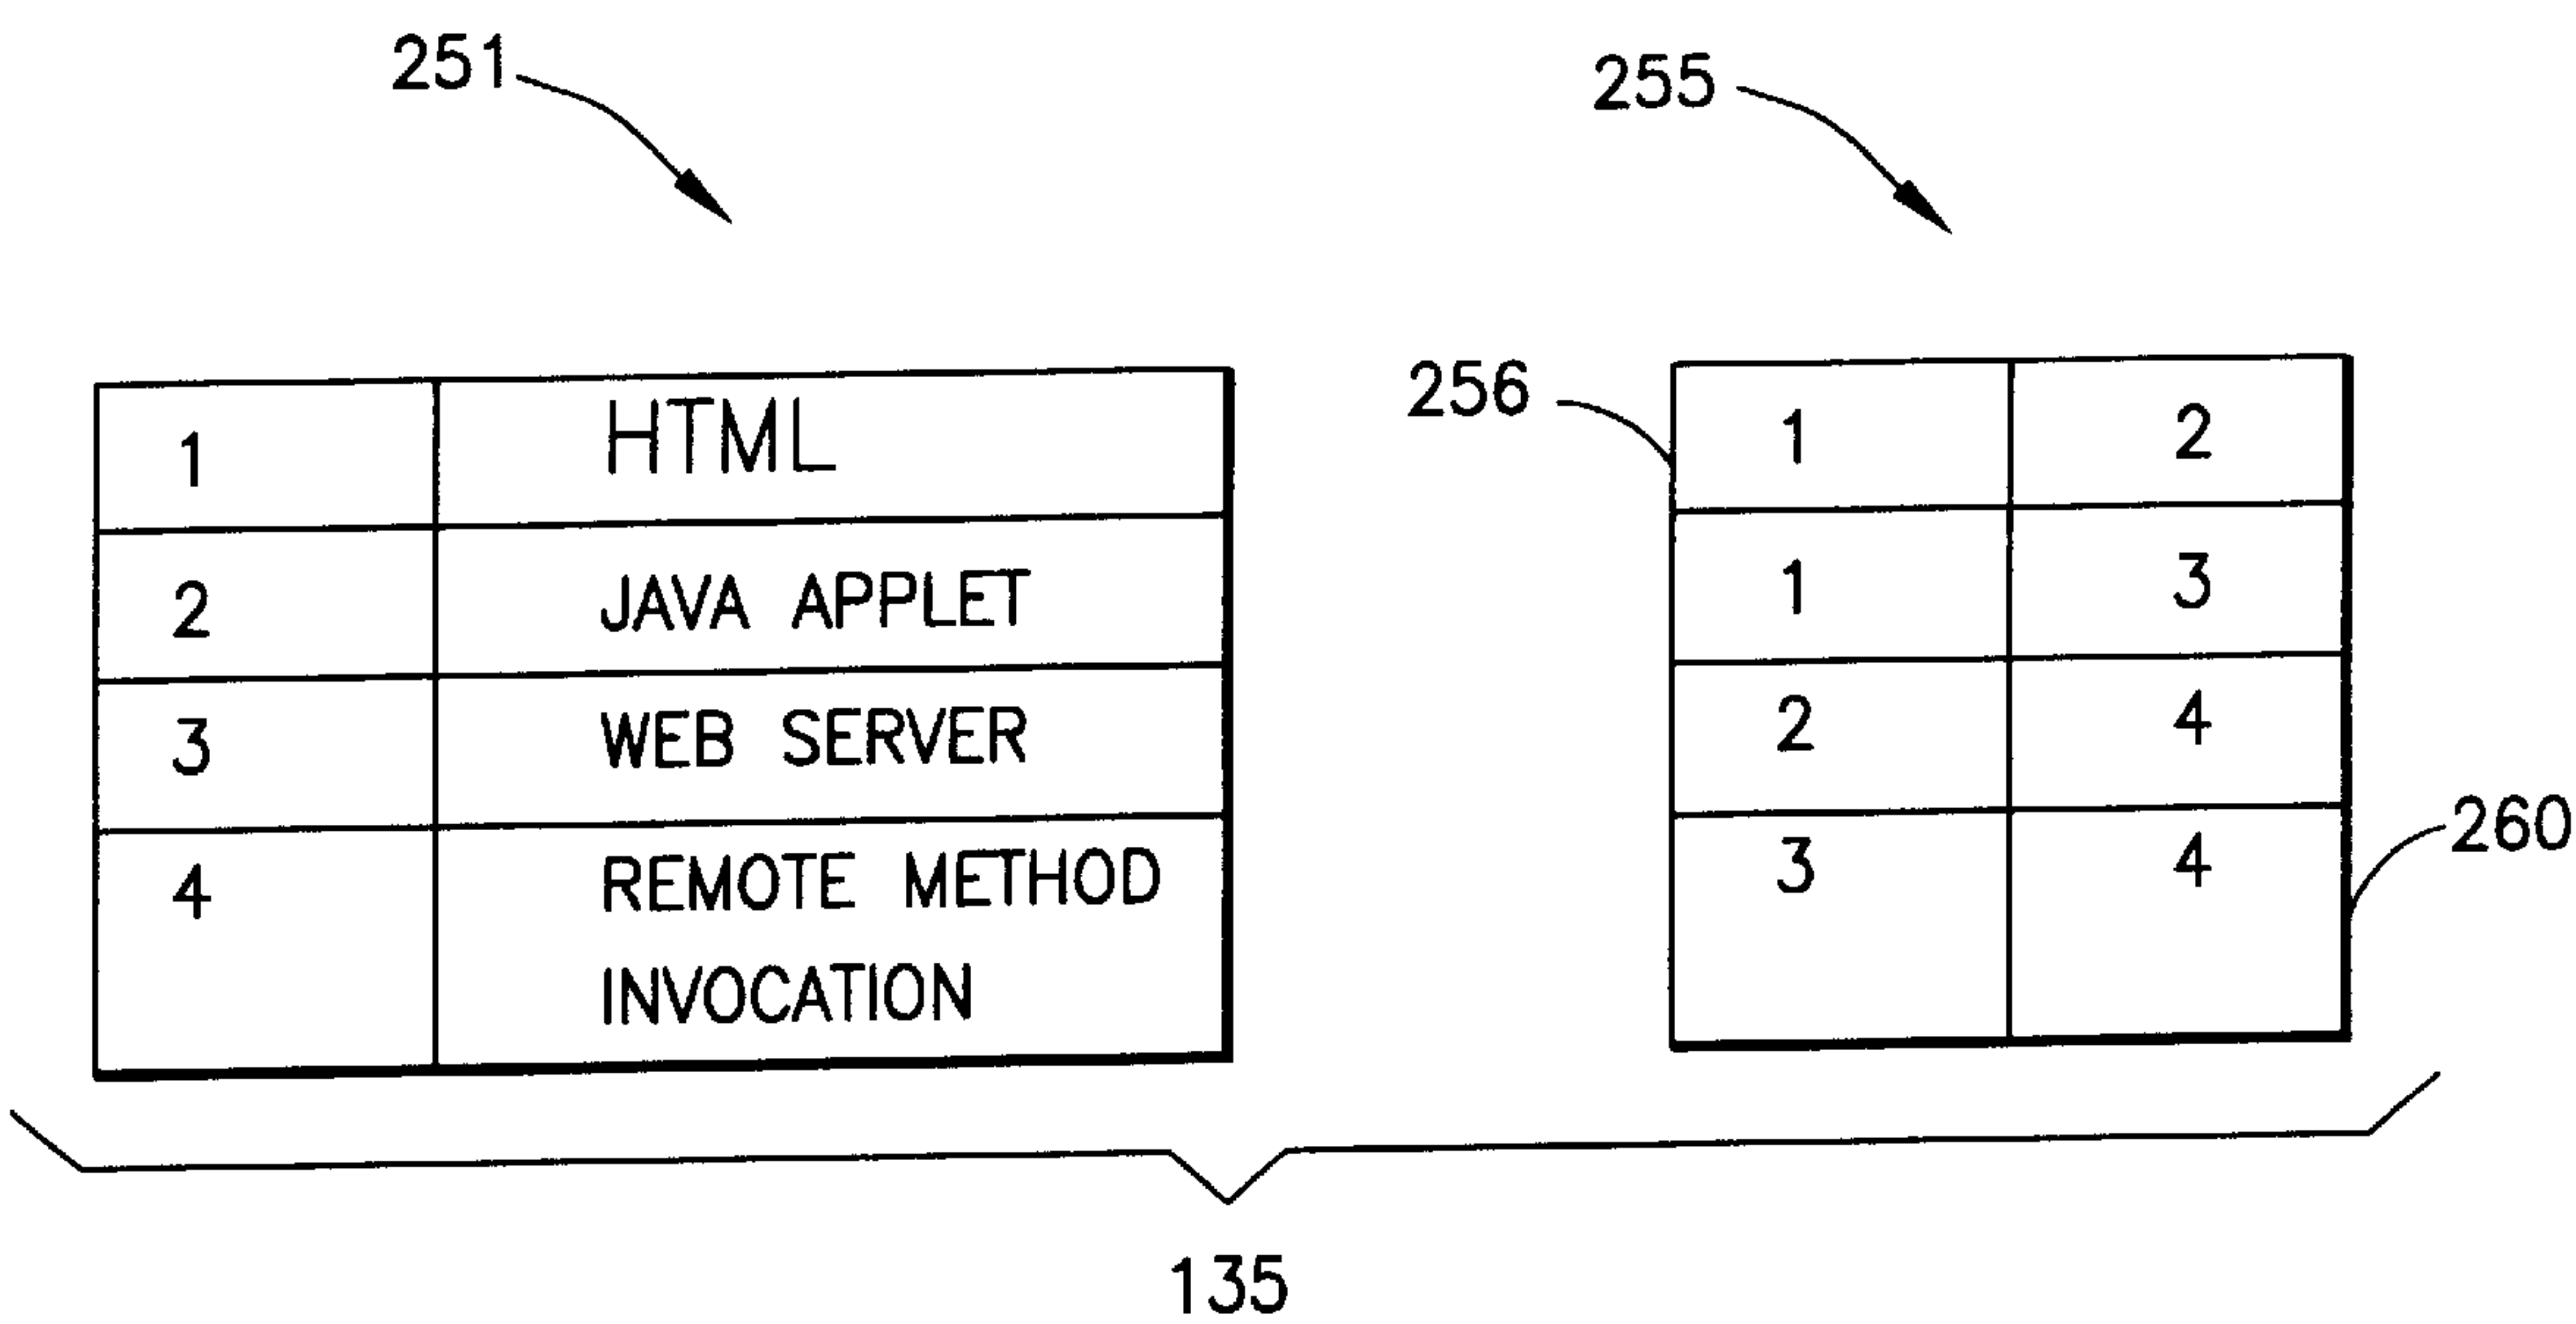 251
255
1 HTML
2 JAVA APPLET
3 WEB SERVER
4 REMOTE METHOD
INVOCATION
256
1 2
1 3
2 4
3 4
260
135